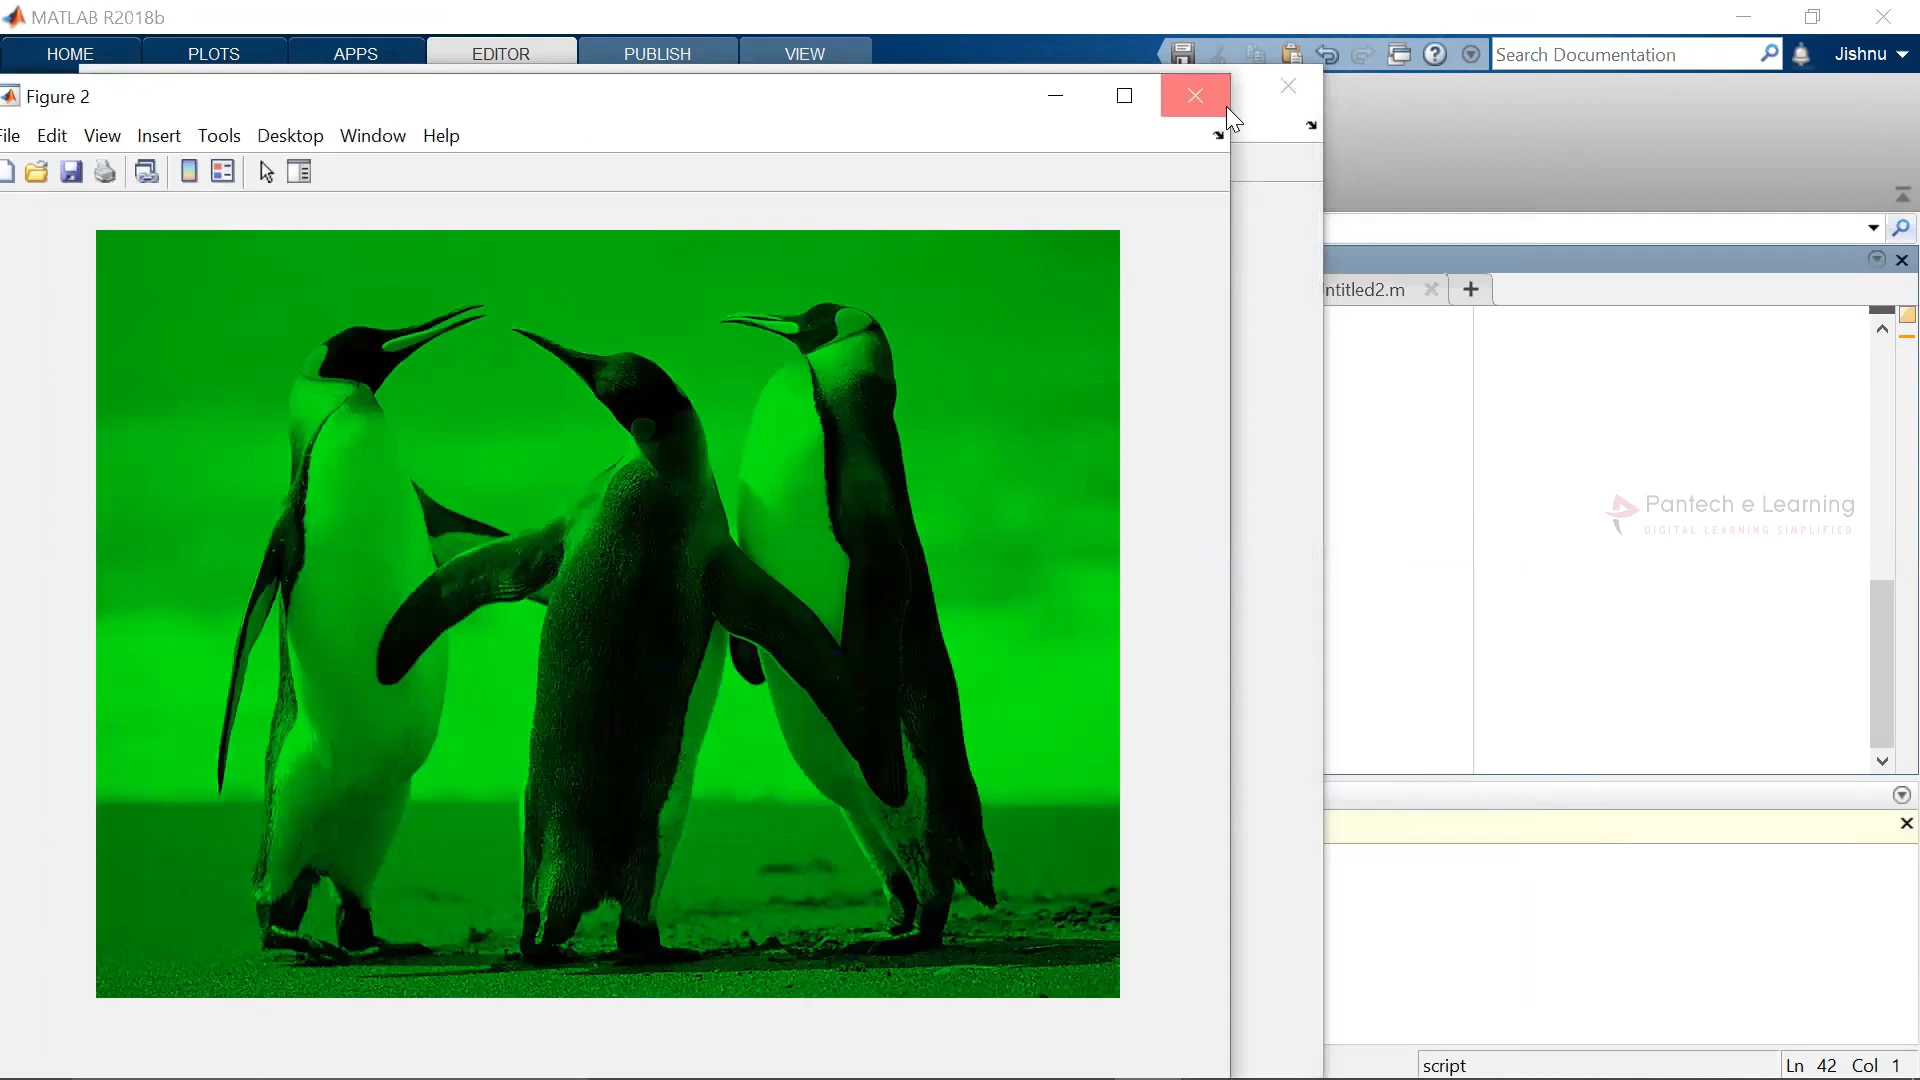 MATLAB R2018b
HOME PLOTS APPS EDITOR PUBLISH VIEW
Search Documentation
Jishnu
Figure 2
File Edit View Insert Tools Desktop Window Help
ntitled2.m
Pantech e Learning
DIGITAL LEARNING SIMPLIFIED
script
Ln 42 Col 1